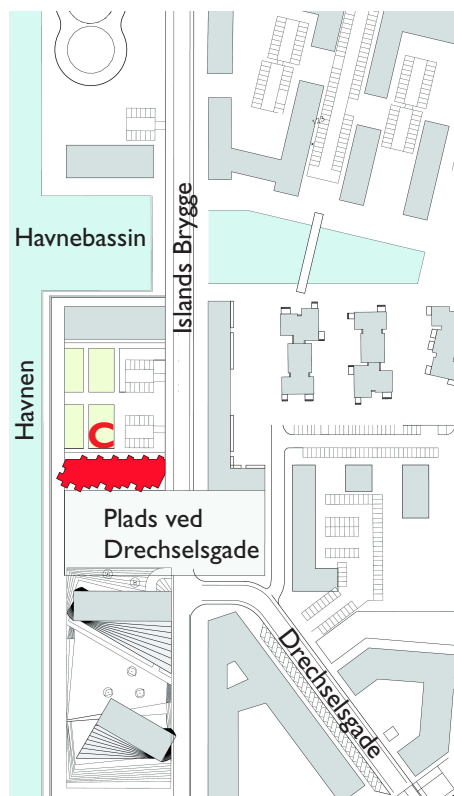 Havnebassin
Islands Brygge
Havnen
C
Plads ved
Drechselsgade
Drechselsgade